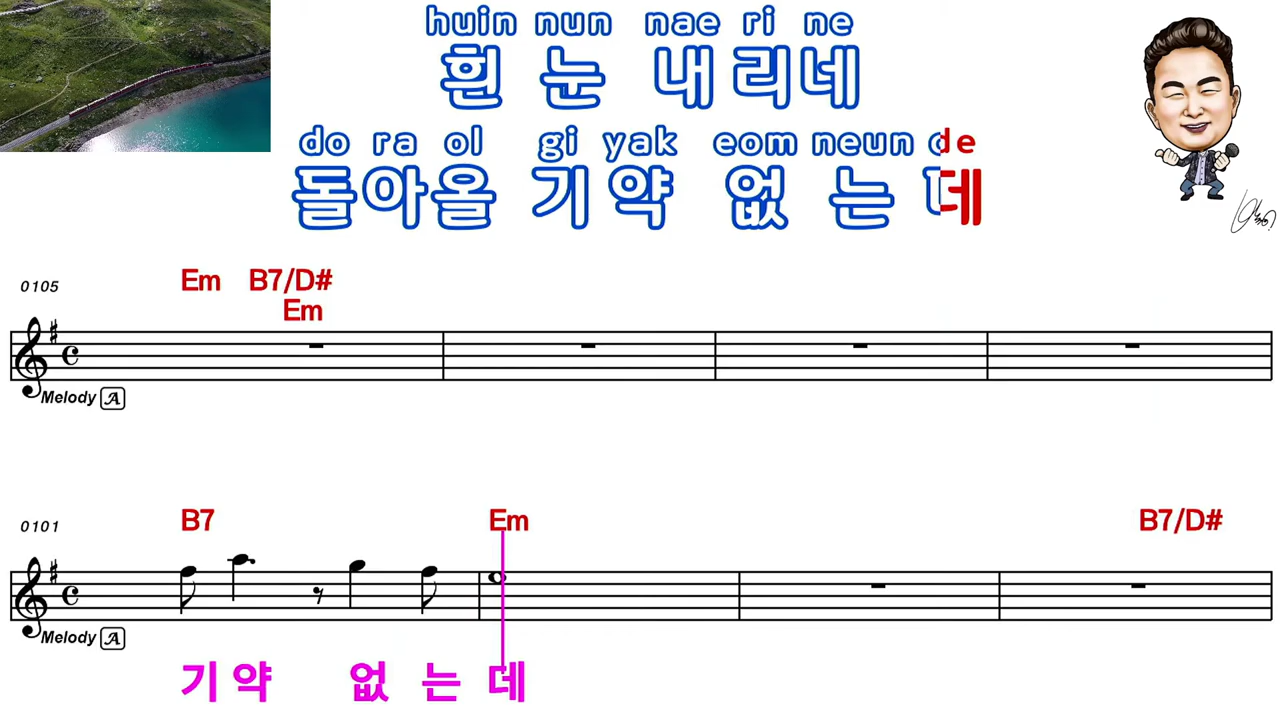 huin nun nae ri ne
흰 눈 내리네
do ra ol gi yak eom neun de
돌아올 기약 없는데
0105 Em B7/D#
Em
Melody A
0101 B7 Em B7/D#
Melody A
기약 없는데